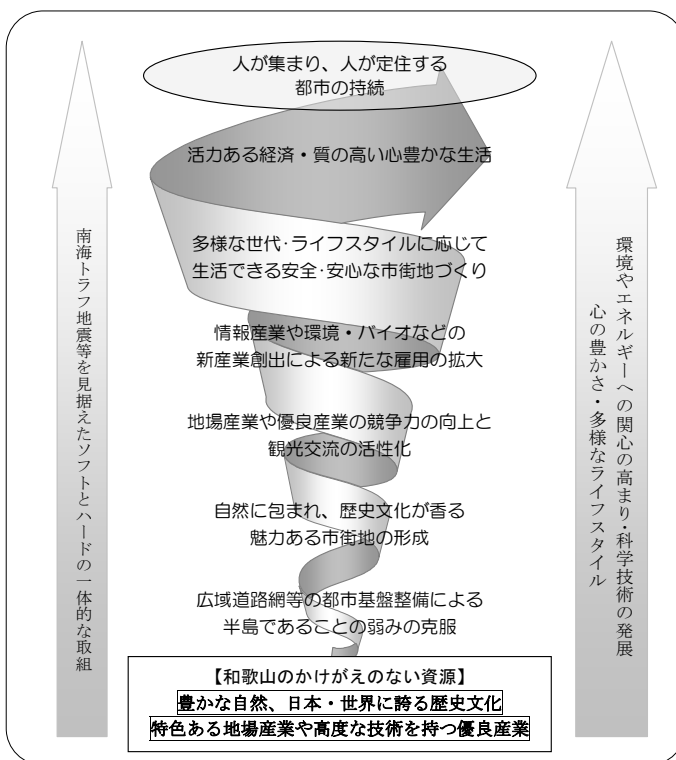 人が集まり、人が定住する
都市の持続
活力ある経済・質の高い心豊かな生活
多様な世代・ライフスタイルに応じて
生活できる安全・安心な市街地づくり
情報産業や環境・バイオなどの
新産業創出による新たな雇用の拡大
地場産業や優良産業の競争力の向上と
観光交流の活性化
自然に包まれ、歴史文化が香る
魅力ある市街地の形成
広域道路網等の都市基盤整備による
半島であることの弱みの克服
【和歌山のかけがえのない資源】
豊かな自然、日本・世界に誇る歴史文化
特色ある地場産業や高度な技術を持つ優良産業
南海トラフ地震等を見据えたソフトとハードの一体的な取組
環境やエネルギーへの関心の高まり・科学技術の発展
心の豊かさ・多様なライフスタイル